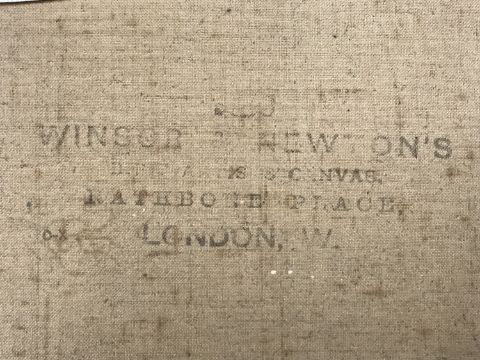 WINSOR & NEWTON'S
CANVAS,
RATHBONE PLACE,
LONDON, W.